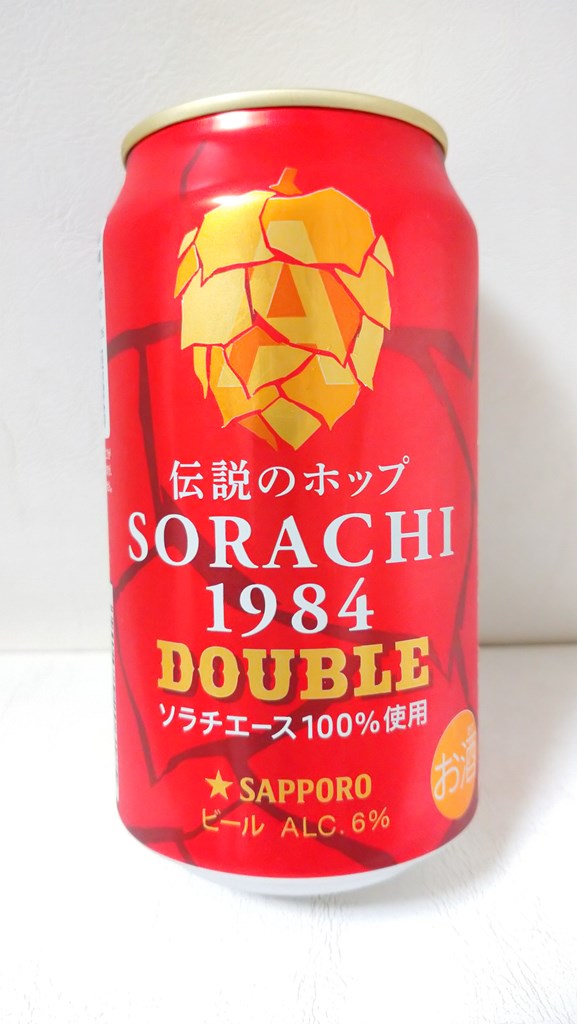 A
伝説のホップ
SORACHI
1984
DOUBLE
ソラチエース100%使用
お酒
★ SAPPORO
ビール ALC. 6%